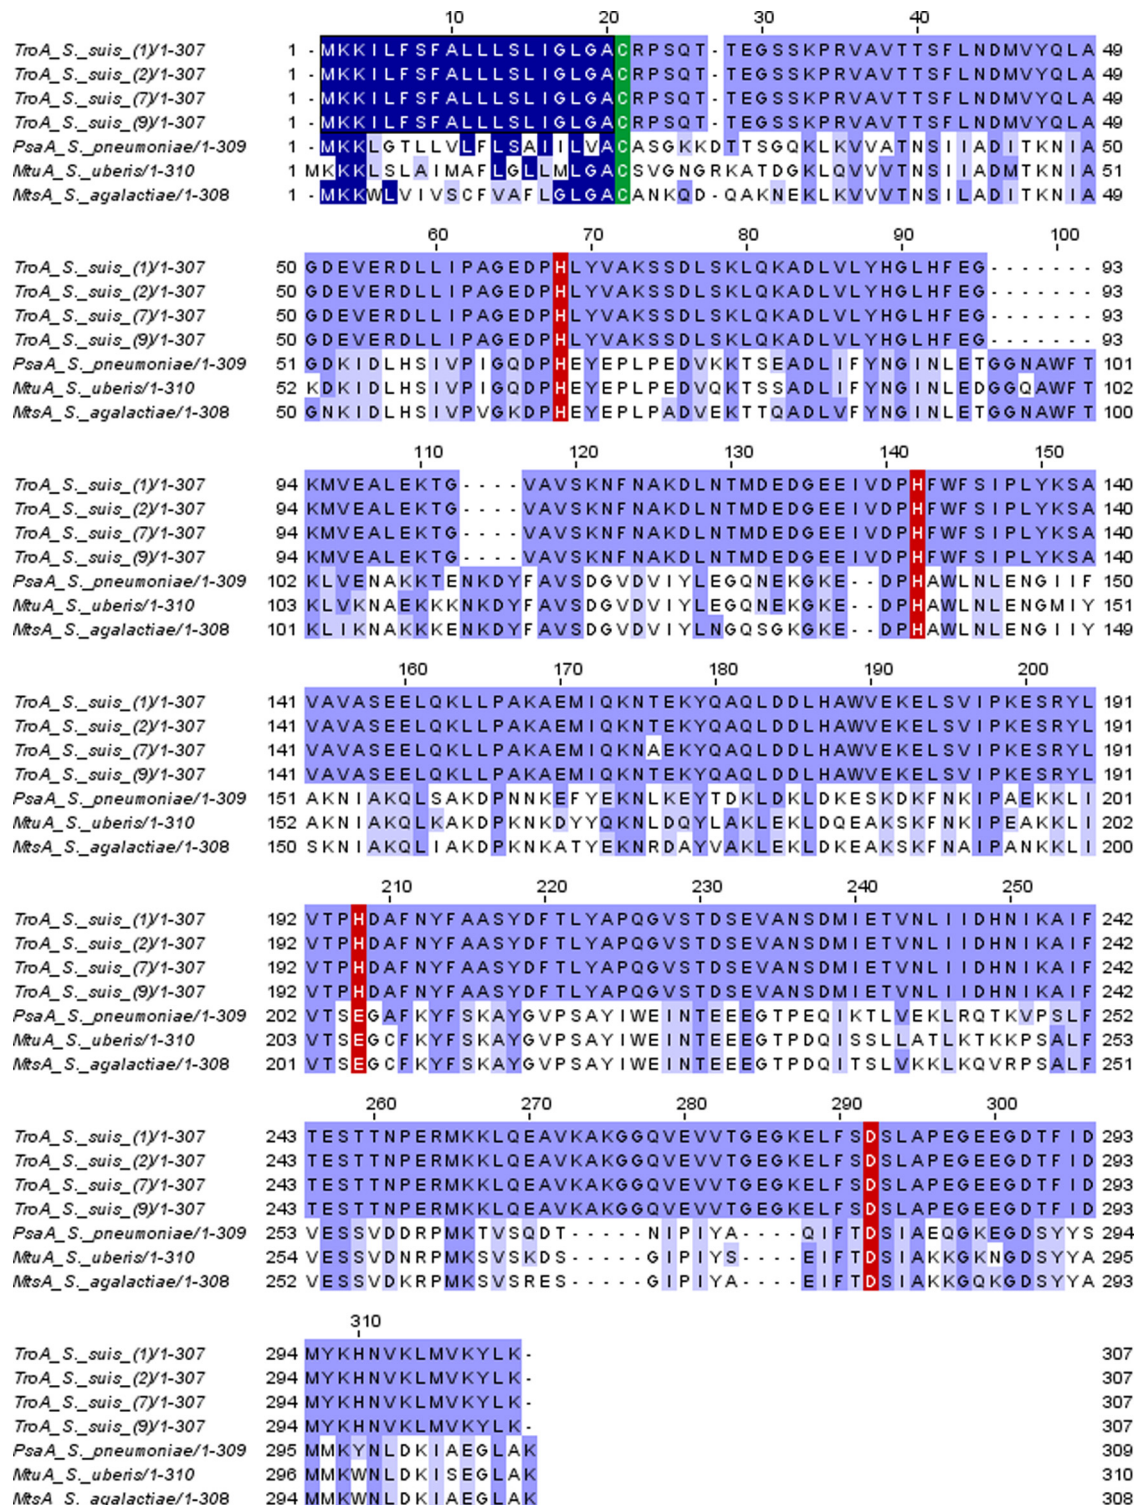 10 20 30 40
TroA_S._suis_(1)/1-307 1 - MKKILFSFALLLSLIGLGACRPSQT - TEGSSKPRVAVTTSFLNDMVYQLA 49
TroA_S._suis_(2)/1-307 1 - MKKILFSFALLLSLIGLGACRPSQT - TEGSSKPRVAVTTSFLNDMVYQLA 49
TroA_S._suis_(7)/1-307 1 - MKKILFSFALLLSLIGLGACRPSQT - TEGSSKPRVAVTTSFLNDMVYQLA 49
TroA_S._suis_(9)/1-307 1 - MKKILFSFALLLSLIGLGACRPSQT - TEGSSKPRVAVTTSFLNDMVYQLA 49
PsaA_S._pneumoniae/1-309 1 - MKKLGTLLVLFLSAIILVACASGKKDTTSGQKLKVVATNSIIADITKNIA 50
MtuA_S._uberis/1-310 1 MKKKLSLAIMAFLGLLMLGACSVGNGRKATDGKLQVVVTNSIIADMTKNIA 51
MtsA_S._agalactiae/1-308 1 - MKKWLVIVSCFVAFLGLGACANKQD - QAKNEKLKVVVTNSILADITKNIA 49
60 70 80 90 100
TroA_S._suis_(1)/1-307 50 GDEVERDLLIPAGEDPHLYVAKSSDLSKLQKADLVLYHGLHFEG - - - - - - - 93
TroA_S._suis_(2)/1-307 50 GDEVERDLLIPAGEDPHLYVAKSSDLSKLQKADLVLYHGLHFEG - - - - - - - 93
TroA_S._suis_(7)/1-307 50 GDEVERDLLIPAGEDPHLYVAKSSDLSKLQKADLVLYHGLHFEG - - - - - - - 93
TroA_S._suis_(9)/1-307 50 GDEVERDLLIPAGEDPHLYVAKSSDLSKLQKADLVLYHGLHFEG - - - - - - - 93
PsaA_S._pneumoniae/1-309 51 GDKIDLHSIVPIGQDPHEYEPLPEDVKKTSEADLIFYNGINLETGGNAWFT 101
MtuA_S._uberis/1-310 52 KDKIDLHSIVPIGQDPHEYEPLPEDVQKTSSADLIFYNGINLEDGGQAWFT 102
MtsA_S._agalactiae/1-308 50 GNKIDLHSIVPVGKDPHEYEPLPADVEKTTQADLVFYNGINLETGGNAWFT 100
110 120 130 140 150
TroA_S._suis_(1)/1-307 94 KMVEALEKTG - - - - VAVSKNFNAKDLNTMDEDGEEIVDPHFWFSIPLYKSA 140
TroA_S._suis_(2)/1-307 94 KMVEALEKTG - - - - VAVSKNFNAKDLNTMDEDGEEIVDPHFWFSIPLYKSA 140
TroA_S._suis_(7)/1-307 94 KMVEALEKTG - - - - VAVSKNFNAKDLNTMDEDGEEIVDPHFWFSIPLYKSA 140
TroA_S._suis_(9)/1-307 94 KMVEALEKTG - - - - VAVSKNFNAKDLNTMDEDGEEIVDPHFWFSIPLYKSA 140
PsaA_S._pneumoniae/1-309 102 KLVENAKKTENKDYFAVSDGVDVIYLEGQNEKGKE - - DPHAWLNLENGIIF 150
MtuA_S._uberis/1-310 103 KLVKNAEKKKNKDYFAVSDGVDVIYLEGQNEKGKE - - DPHAWLNLENGMIY 151
MtsA_S._agalactiae/1-308 101 KLIKNAKKKENKDYFAVSDGVDVIYLNGQSGKGKE - - DPHAWLNLENGIIY 149
160 170 180 190 200
TroA_S._suis_(1)/1-307 141 VAVASEELQKLLPAKAEMIQKNTEKYQAQLDDLHAWVEKELSVIPKESRYL 191
TroA_S._suis_(2)/1-307 141 VAVASEELQKLLPAKAEMIQKNTEKYQAQLDDLHAWVEKELSVIPKESRYL 191
TroA_S._suis_(7)/1-307 141 VAVASEELQKLLPAKAEMIQKNAEKYQAQLDDLHAWVEKELSVIPKESRYL 191
TroA_S._suis_(9)/1-307 141 VAVASEELQKLLPAKAEMIQKNTEKYQAQLDDLHAWVEKELSVIPKESRYL 191
PsaA_S._pneumoniae/1-309 151 AKNIAKQLSAKDPNNKEFYEKNLKEYTDKLDKLDKESKDKFNKIPAEKKLI 201
MtuA_S._uberis/1-310 152 AKNIAKQLKAKDPKNKDYYQKNLDQYLAKLEKLDQEAKSKFNKIPEAKKLI 202
MtsA_S._agalactiae/1-308 150 SKNIAKQLIAKDPKNKATYEKNRDAYVAKLEKLDKEAKSKFNAIPANKKLI 200
210 220 230 240 250
TroA_S._suis_(1)/1-307 192 VTPHDAFNYFAASYDFTLYAPQGVSTDSEVANSDMIETVNLIIDHNIKAIF 242
TroA_S._suis_(2)/1-307 192 VTPHDAFNYFAASYDFTLYAPQGVSTDSEVANSDMIETVNLIIDHNIKAIF 242
TroA_S._suis_(7)/1-307 192 VTPHDAFNYFAASYDFTLYAPQGVSTDSEVANSDMIETVNLIIDHNIKAIF 242
TroA_S._suis_(9)/1-307 192 VTPHDAFNYFAASYDFTLYAPQGVSTDSEVANSDMIETVNLIIDHNIKAIF 242
PsaA_S._pneumoniae/1-309 202 VTSEGAFKYFSKAYGVPSAYIWEINTEEEGTPEQIKTLVEKLRQTKVPSLF 252
MtuA_S._uberis/1-310 203 VTSEGCFKYFSKAYGVPSAYIWEINTEEEGTPDQISSLLATLKTKKPSALF 253
MtsA_S._agalactiae/1-308 201 VTSEGCFKYFSKAYGVPSAYIWEINTEEEGTPDQITSLVKKLKQVRPSALF 251
260 270 280 290 300
TroA_S._suis_(1)/1-307 243 TESTTNPERMKKLQEAVKAKGGQVEVVTGEGKELFSDSLAPEGEEGDTFID 293
TroA_S._suis_(2)/1-307 243 TESTTNPERMKKLQEAVKAKGGQVEVVTGEGKELFSDSLAPEGEEGDTFID 293
TroA_S._suis_(7)/1-307 243 TESTTNPERMKKLQEAVKAKGGQVEVVTGEGKELFSDSLAPEGEEGDTFID 293
TroA_S._suis_(9)/1-307 243 TESTTNPERMKKLQEAVKAKGGQVEVVTGEGKELFSDSLAPEGEEGDTFID 293
PsaA_S._pneumoniae/1-309 253 VESSVDDRPMKTVSQDT - - - - - NIPIYA - - - - QIFTDSIAEQGKEGDSYYS 294
MtuA_S._uberis/1-310 254 VESSVDNRPMKSVSKDS - - - - - GIPIYS - - - - EIFTDSIAKKGKNGDSYYA 295
MtsA_S._agalactiae/1-308 252 VESSVDKRPMKSVSRES - - - - - GIPIYA - - - - EIFTDSIAKKGQKGDSYYA 293
310
TroA_S._suis_(1)/1-307 294 MYKHNVKLMVKYLK - 307
TroA_S._suis_(2)/1-307 294 MYKHNVKLMVKYLK - 307
TroA_S._suis_(7)/1-307 294 MYKHNVKLMVKYLK - 307
TroA_S._suis_(9)/1-307 294 MYKHNVKLMVKYLK - 307
PsaA_S._pneumoniae/1-309 295 MMKYNLDKIAEGLAK 309
MtuA_S._uberis/1-310 296 MMKWNLDKISEGLAK 310
MtsA_S._agalactiae/1-308 294 MMKWNLDKIAEGLAK 308